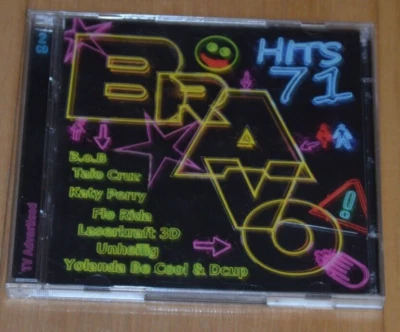 HITS
71
BRAVO
B.o.B
Taio Cruz
Katy Perry
Flo Rida
Laserkraft 3D
Unheilig
Yolanda Be Cool & Dcup
TV Advertised